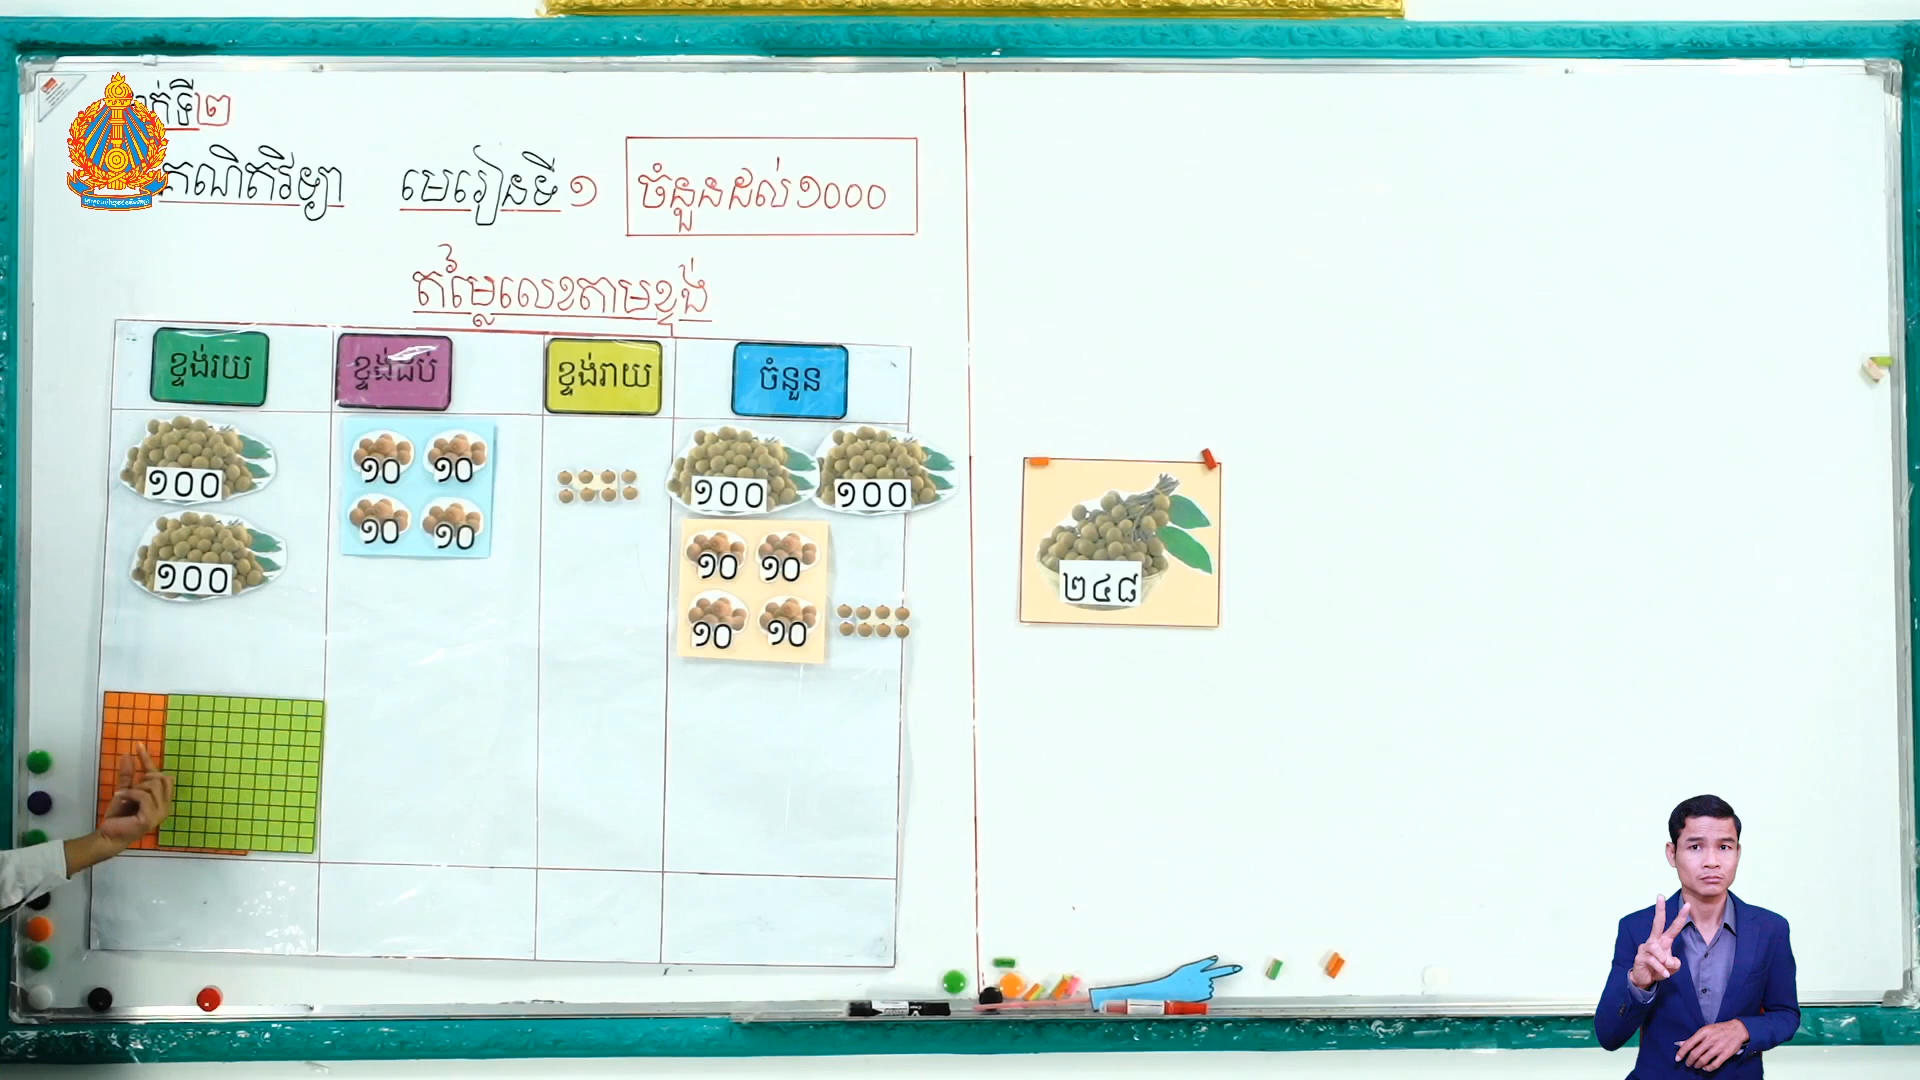 ទី២
គណិតវិទ្យា មេរៀនទី ១ ចំនួនដល់១០០០
តម្លៃលេខតាមខ្ទង់
ខ្ទង់រយ ខ្ទង់ដប់ ខ្ទង់រាយ ចំនួន
១០០ ១០ ១០ ១០០ ១០០
១០០ ១០ ១០ ១០ ១០
១០ ១០
២៤៨